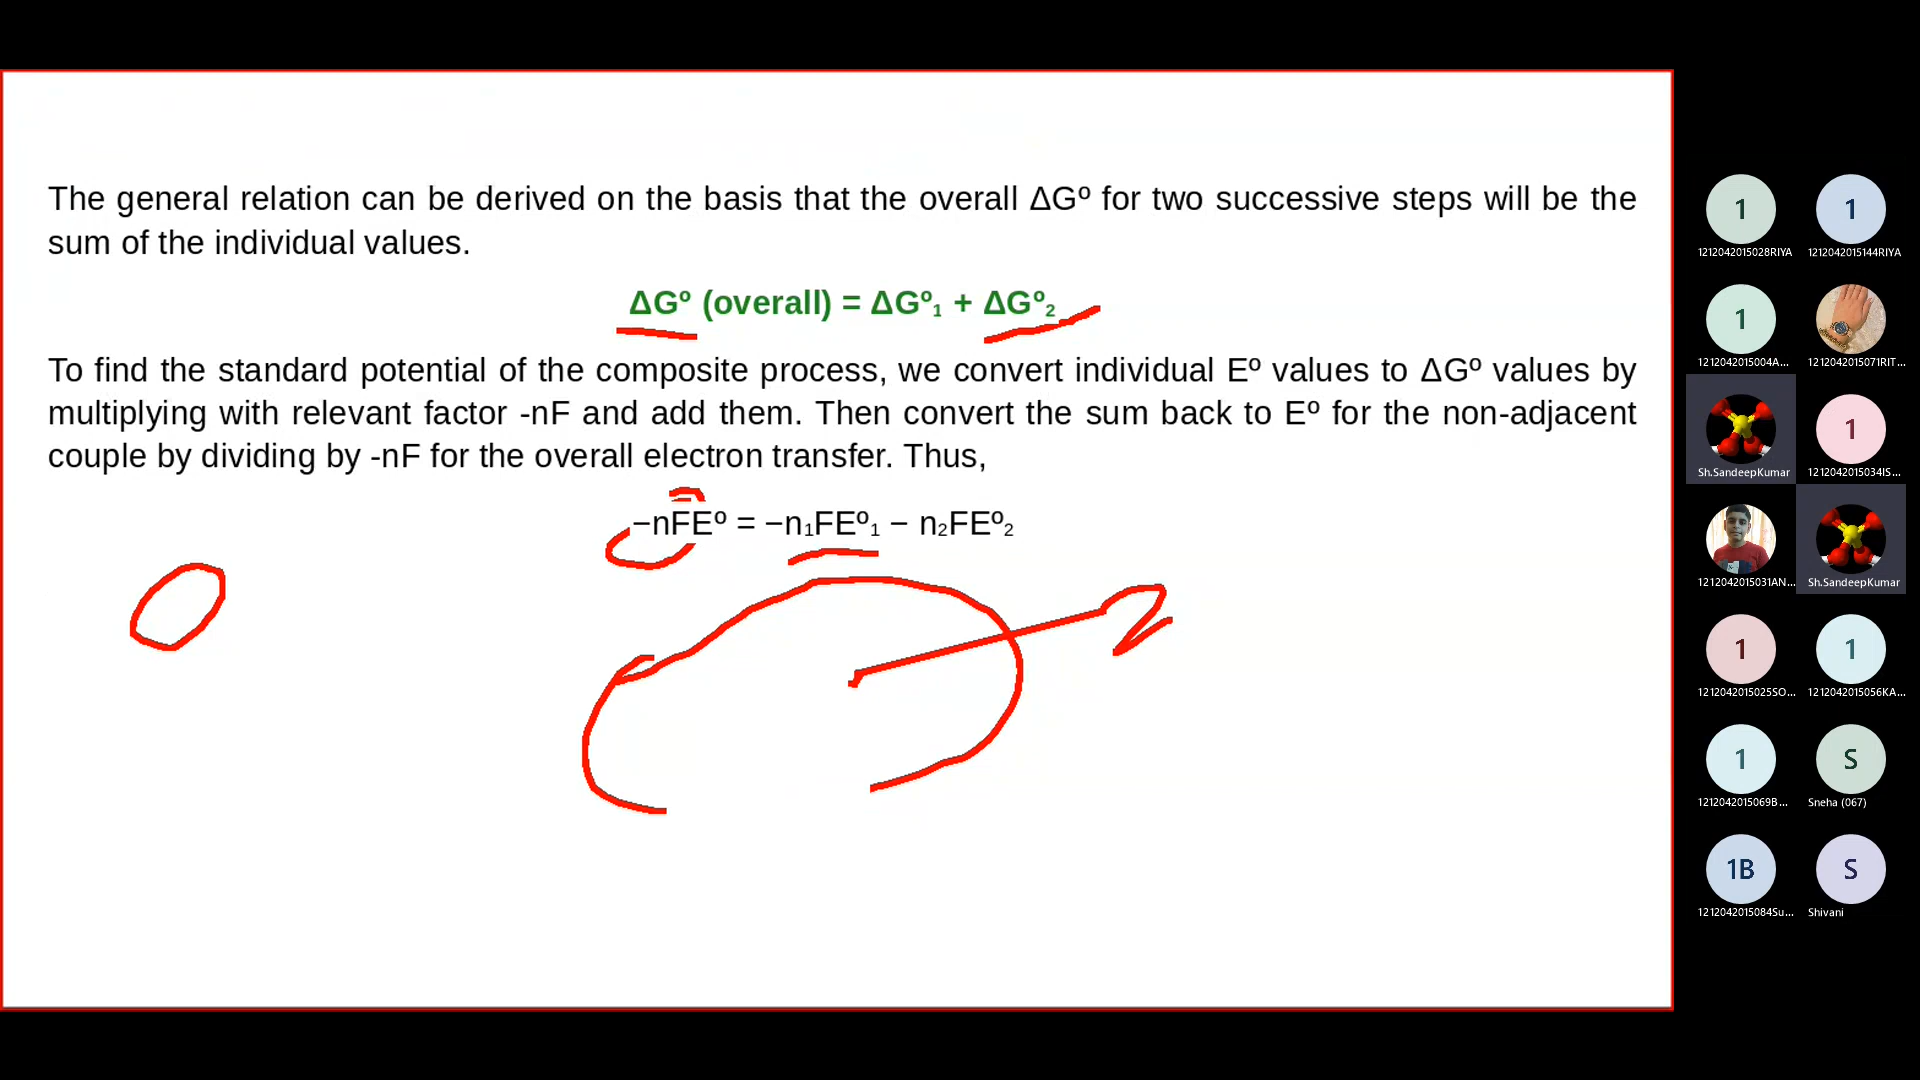 The general relation can be derived on the basis that the overall ΔGº for two successive steps will be the
sum of the individual values.
ΔGº (overall) = ΔGº₁ + ΔGº₂
To find the standard potential of the composite process, we convert individual Eº values to ΔGº values by
multiplying with relevant factor -nF and add them. Then convert the sum back to Eº for the non-adjacent
couple by dividing by -nF for the overall electron transfer. Thus,
−nFEº = −n₁FEº₁ − n₂FEº₂
1 1
1212042015028RIYA 1212042015144RIYA
1
1212042015004A... 1212042015071RIT...
1
Sh.SandeepKumar 1212042015034IS...
1212042015031AN... Sh.SandeepKumar
1 1
1212042015025SO... 1212042015056KA...
1 S
1212042015069B... Sneha (067)
1B S
1212042015084Su... Shivani